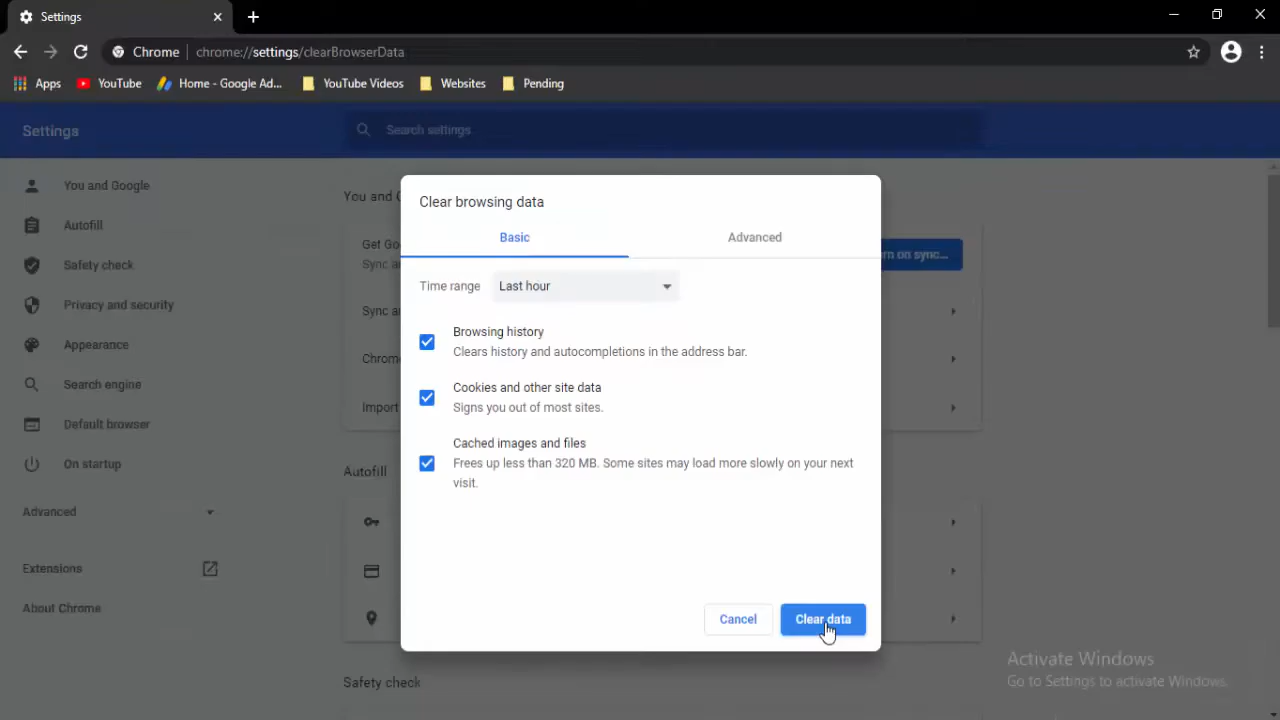 Settings
Chrome chrome://settings/clearBrowserData
Apps YouTube Home - Google Ad... YouTube Videos Websites Pending
Settings
Search settings
You and Google
Autofill
Safety check
Privacy and security
Appearance
Search engine
Default browser
On startup
Advanced
Extensions
About Chrome
You and G
Get Go
Sync a
rn on sync...
Sync a
Chrom
Import
Autofill
Safety check
Clear browsing data
Basic Advanced
Time range Last hour
Browsing history
Clears history and autocompletions in the address bar.
Cookies and other site data
Signs you out of most sites.
Cached images and files
Frees up less than 320 MB. Some sites may load more slowly on your next
visit.
Cancel Clear data
Activate Windows
Go to Settings to activate Windows.